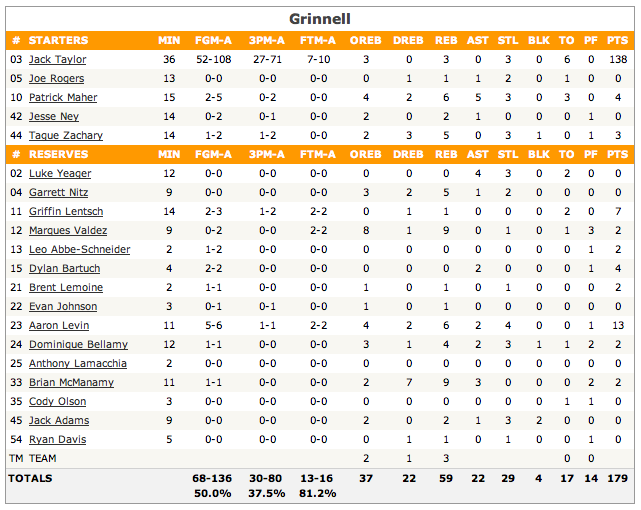 Grinnell
# STARTERS MIN FGM-A 3PM-A FTM-A OREB DREB REB AST STL BLK TO PF PTS
03 Jack Taylor 36 52-108 27-71 7-10 3 0 3 0 3 0 6 0 138
05 Joe Rogers 13 0-0 0-0 0-0 0 1 1 1 2 0 1 0 0
10 Patrick Maher 15 2-5 0-2 0-0 4 2 6 5 3 0 3 0 4
42 Jesse Ney 14 0-2 0-1 0-0 2 0 2 1 0 0 0 1 0
44 Tague Zachary 14 1-2 1-2 0-0 2 3 5 0 3 1 0 1 3
# RESERVES MIN FGM-A 3PM-A FTM-A OREB DREB REB AST STL BLK TO PF PTS
02 Luke Yeager 12 0-0 0-0 0-0 0 0 0 4 3 0 2 0 0
04 Garrett Nitz 9 0-0 0-0 0-0 3 2 5 1 2 0 0 0 0
11 Griffin Lentsch 14 2-3 1-2 2-2 0 1 1 0 0 0 2 0 7
12 Marques Valdez 9 0-2 0-0 2-2 8 1 9 0 1 0 1 3 2
13 Leo Abbe-Schneider 2 1-2 0-0 0-0 0 0 0 0 0 0 0 1 2
15 Dylan Bartuch 4 2-2 0-0 0-0 0 0 0 2 0 0 0 1 4
21 Brent Lemoine 2 1-1 0-0 0-0 1 0 1 0 1 0 0 0 2
22 Evan Johnson 3 0-1 0-1 0-0 1 0 1 0 0 0 0 0 0
23 Aaron Levin 11 5-6 1-1 2-2 4 2 6 2 4 0 0 1 13
24 Dominique Bellamy 12 1-1 0-0 0-0 3 1 4 2 3 1 1 2 2
25 Anthony Lamacchia 2 0-0 0-0 0-0 0 0 0 0 0 0 0 0 0
33 Brian McManamy 11 1-1 0-0 0-0 2 7 9 3 0 0 0 2 2
35 Cody Olson 3 0-0 0-0 0-0 0 0 0 0 0 0 1 1 0
45 Jack Adams 9 0-0 0-0 0-0 2 0 2 1 3 2 0 0 0
54 Ryan Davis 5 0-0 0-0 0-0 0 1 1 0 1 0 0 1 0
TM TEAM 2 1 3 0 0
TOTALS 68-136 30-80 13-16 37 22 59 22 29 4 17 14 179
50.0% 37.5% 81.2%